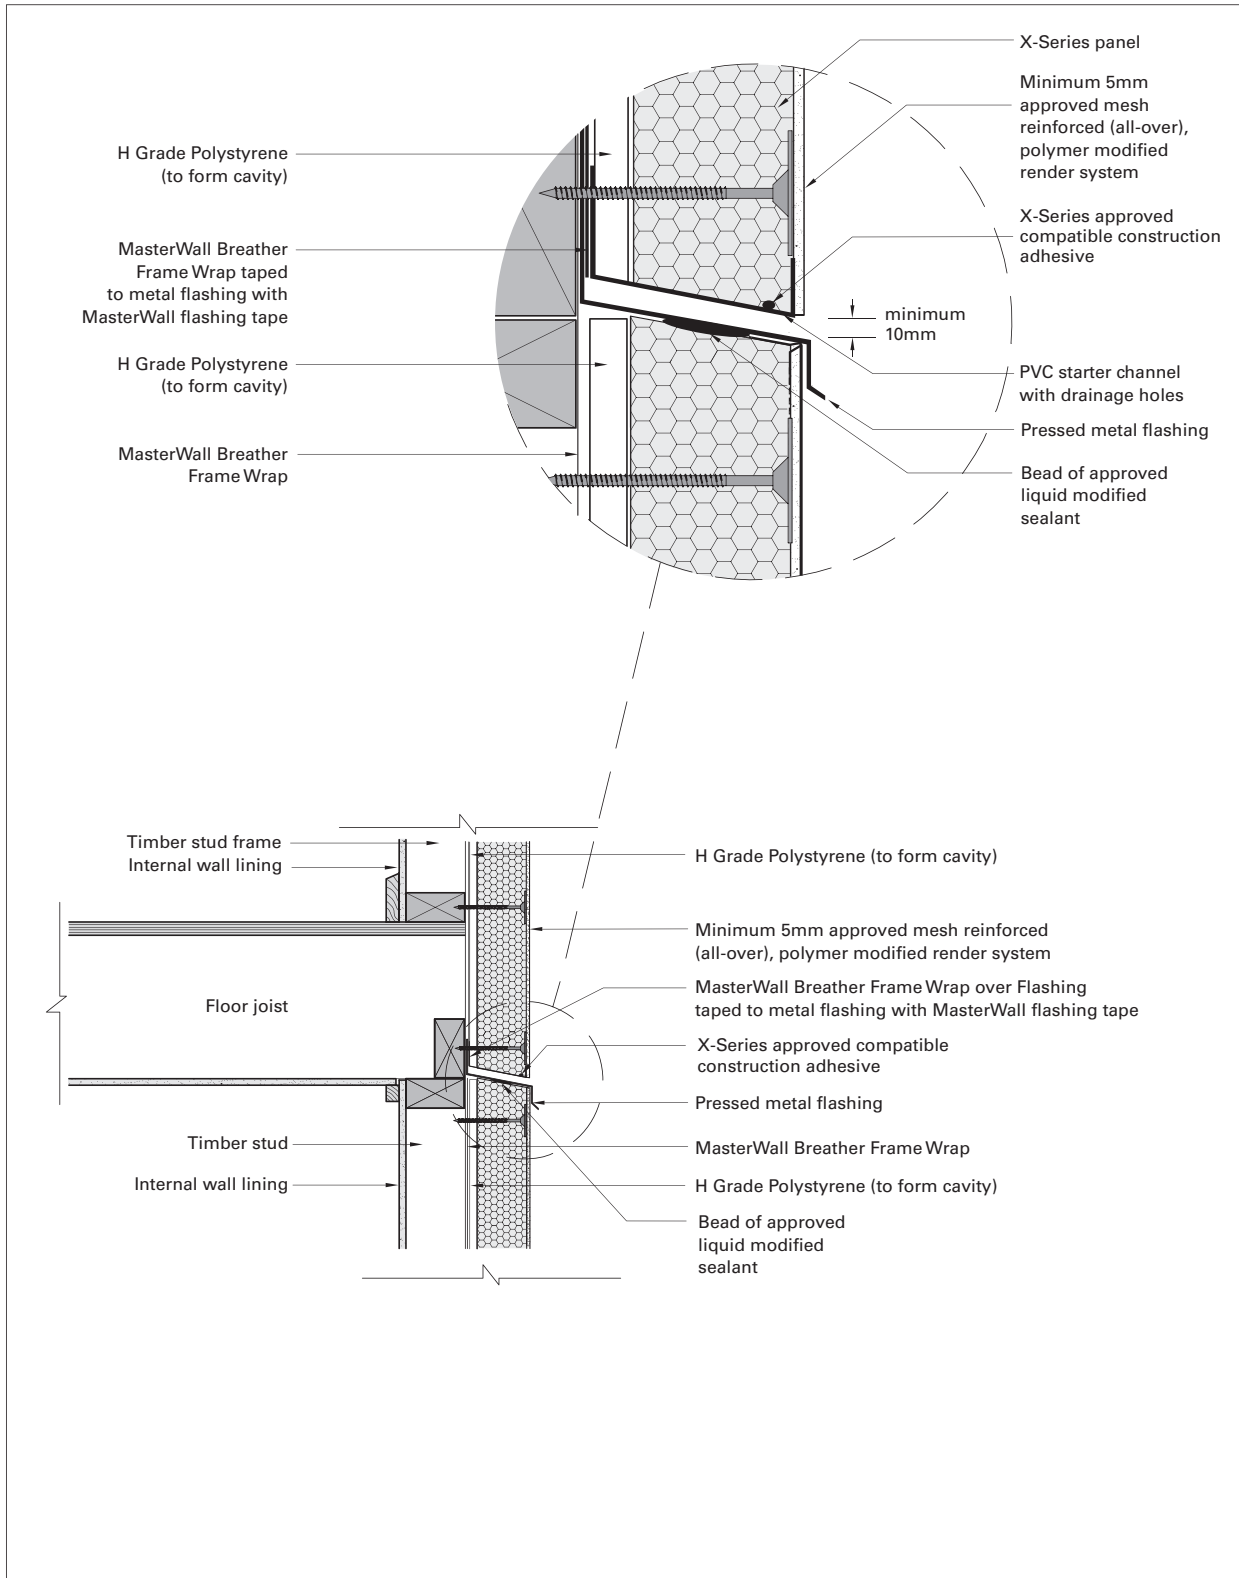 X-Series panel
Minimum 5mm
approved mesh
reinforced (all-over),
polymer modified
render system
H Grade Polystyrene
(to form cavity)
X-Series approved
compatible construction
adhesive
MasterWall Breather
Frame Wrap taped
to metal flashing with
MasterWall flashing tape
minimum
10mm
H Grade Polystyrene
(to form cavity)
PVC starter channel
with drainage holes
Pressed metal flashing
MasterWall Breather
Frame Wrap
Bead of approved
liquid modified
sealant
Timber stud frame
Internal wall lining
H Grade Polystyrene (to form cavity)
Minimum 5mm approved mesh reinforced
(all-over), polymer modified render system
Floor joist
MasterWall Breather Frame Wrap over Flashing
taped to metal flashing with MasterWall flashing tape
X-Series approved compatible
construction adhesive
Pressed metal flashing
Timber stud
MasterWall Breather Frame Wrap
Internal wall lining
H Grade Polystyrene (to form cavity)
Bead of approved
liquid modified
sealant